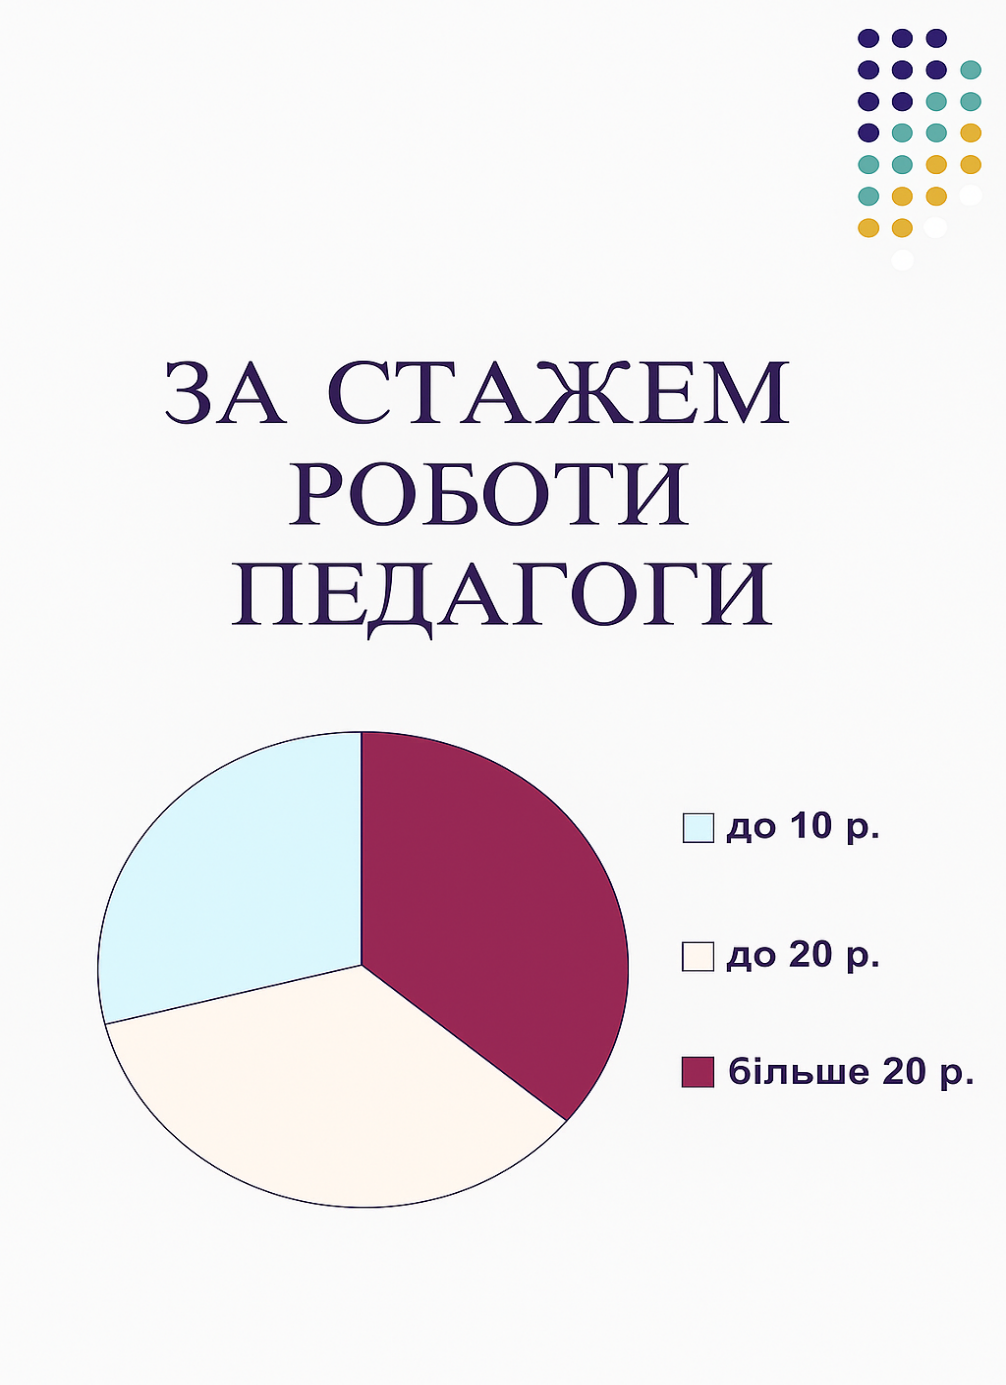 ЗА СТАЖЕМ
РОБОТИ
ПЕДАГОГИ
до 10 р.
до 20 р.
більше 20 р.